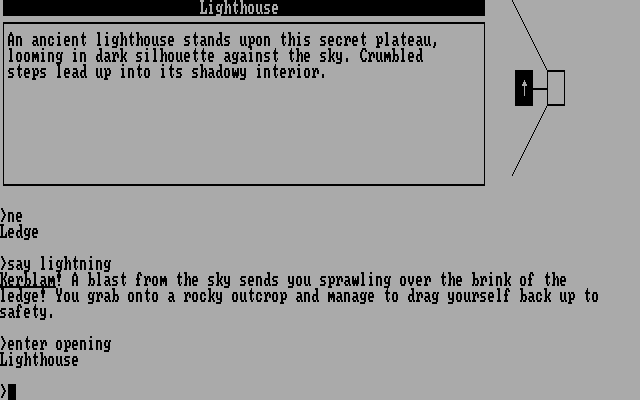 Lighthouse
An ancient lighthouse stands upon this secret plateau,
looming in dark silhouette against the sky. Crumbled
steps lead up into its shadowy interior.
↑
>ne
Ledge
>say lightning
Kerblam! A blast from the sky sends you sprawling over the brink of the
ledge! You grab onto a rocky outcrop and manage to drag yourself back up to
safety.
>enter opening
Lighthouse
>